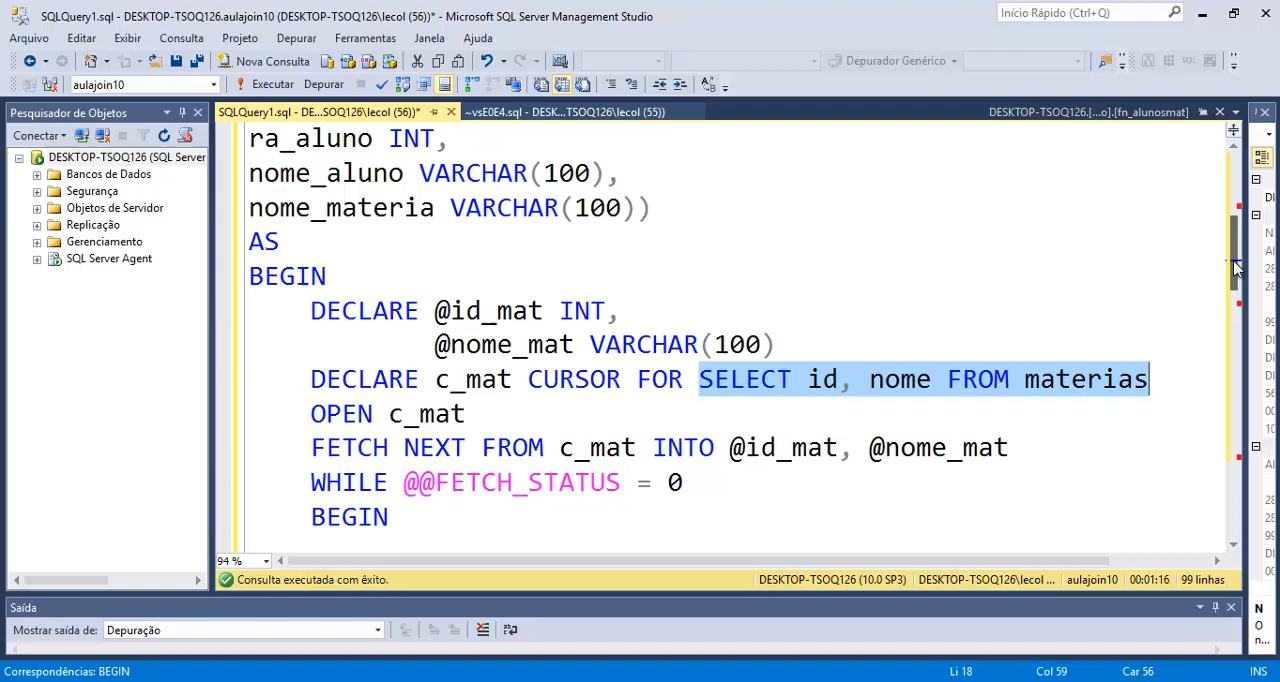 SQLQuery1.sql - DESKTOP-TSOQ126.aulajoin10 (DESKTOP-TSOQ126\lecol (56))* - Microsoft SQL Server Management Studio
Início Rápido (Ctrl+Q)
Arquivo Editar Exibir Consulta Projeto Depurar Ferramentas Janela Ajuda
Nova Consulta
Depurador Genérico
aulajoin10
Executar Depurar
Pesquisador de Objetos
SQLQuery1.sql - DE...SOQ126\lecol (56))*
~vsE0E4.sql - DESK...TSOQ126\lecol (55))
DESKTOP-TSOQ126.[...o].[fn_alunosmat]
Conectar
DESKTOP-TSOQ126 (SQL Server
Bancos de Dados
Segurança
Objetos de Servidor
Replicação
Gerenciamento
SQL Server Agent
ra_aluno INT,
nome_aluno VARCHAR(100),
nome_materia VARCHAR(100))
AS
BEGIN
DECLARE @id_mat INT,
@nome_mat VARCHAR(100)
DECLARE c_mat CURSOR FOR SELECT id, nome FROM materias
OPEN c_mat
FETCH NEXT FROM c_mat INTO @id_mat, @nome_mat
WHILE @@FETCH_STATUS = 0
BEGIN
94 %
Consulta executada com êxito.
DESKTOP-TSOQ126 (10.0 SP3)
DESKTOP-TSOQ126\lecol ...
aulajoin10
00:01:16
99 linhas
Saída
Mostrar saída de: Depuração
Correspondências: BEGIN
Li 18
Col 59
Car 56
INS